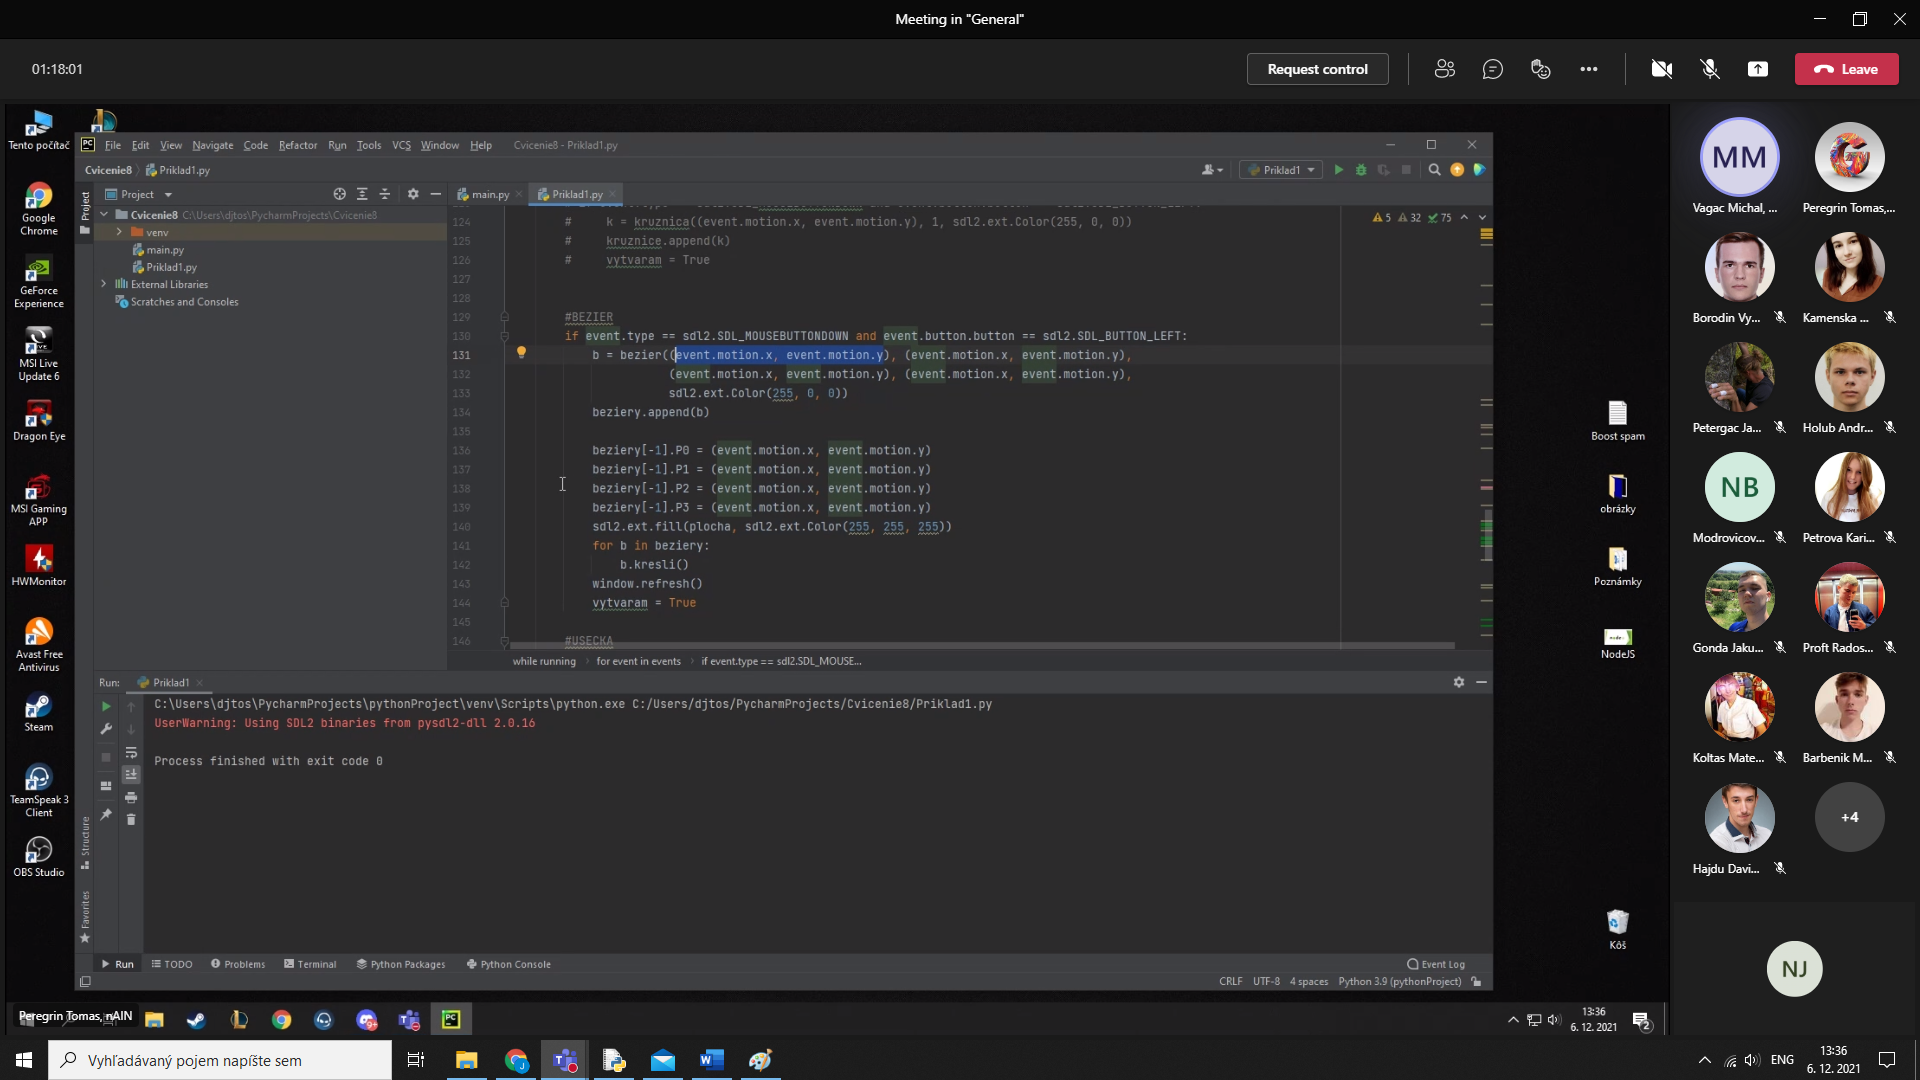 Meeting in "General"
01:18:01
Request control
Leave
Tento počítač
Google Chrome
GeForce Experience
MSI Live Update 6
Dragon Eye
MSI Gaming APP
HWMonitor
Avast Free Antivirus
Steam
TeamSpeak 3 Client
OBS Studio
PC File Edit View Navigate Code Refactor Run Tools VCS Window Help Cvicenie8 - Priklad1.py
Cvicenie8 Priklad1.py
Priklad1
Project
Project
main.py
Priklad1.py
Cvicenie8 C:\Users\djtos\PycharmProjects\Cvicenie8
venv
main.py
Priklad1.py
External Libraries
Scratches and Consoles
5 32 75
124 # k = kruznica((event.motion.x, event.motion.y), 1, sdl2.ext.Color(255, 0, 0))
125 # kruznice.append(k)
126 # vytvaram = True
127
128
129 #BEZIER
130 if event.type == sdl2.SDL_MOUSEBUTTONDOWN and event.button.button == sdl2.SDL_BUTTON_LEFT:
131 b = bezier((event.motion.x, event.motion.y), (event.motion.x, event.motion.y),
132 (event.motion.x, event.motion.y), (event.motion.x, event.motion.y),
133 sdl2.ext.Color(255, 0, 0))
134 beziery.append(b)
135
136 beziery[-1].P0 = (event.motion.x, event.motion.y)
137 beziery[-1].P1 = (event.motion.x, event.motion.y)
138 beziery[-1].P2 = (event.motion.x, event.motion.y)
139 beziery[-1].P3 = (event.motion.x, event.motion.y)
140 sdl2.ext.fill(plocha, sdl2.ext.Color(255, 255, 255))
141 for b in beziery:
142 b.kresli()
143 window.refresh()
144 vytvaram = True
145
146 #USECKA
while running for event in events if event.type == sdl2.SDL_MOUSE...
Run: Priklad1
C:\Users\djtos\PycharmProjects\pythonProject\venv\Scripts\python.exe C:/Users/djtos/PycharmProjects/Cvicenie8/Priklad1.py
UserWarning: Using SDL2 binaries from pysdl2-dll 2.0.16
Process finished with exit code 0
Structure
Favorites
Run TODO Problems Terminal Python Packages Python Console Event Log
CRLF UTF-8 4 spaces Python 3.9 (pythonProject)
Boost spam
obrázky
Poznámky
node
NodeJS
Kôš
Peregrin Tomas, nAIN
13:36
6. 12. 2021
2
MM
Vagac Michal, ...
Peregrin Tomas,...
Borodin Vy...
Kamenska ...
Petergac Ja...
Holub Andr...
NB
Modrovicov...
Petrova Kari...
Gonda Jaku...
Proft Rados...
Koltas Mate...
Barbenik M...
Hajdu Davi...
+4
NJ
Vyhľadávaný pojem napíšte sem
ENG
13:36
6. 12. 2021